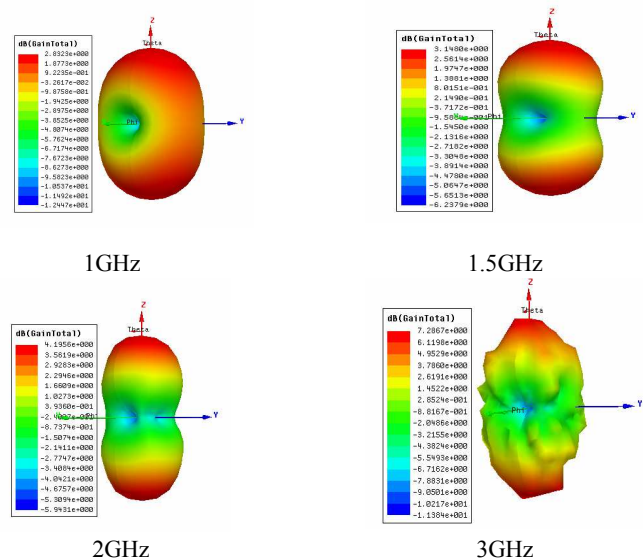 Z
dB(GainTotal)
Theta
2.8323e+000
1.8773e+000
9.2235e-001
-3.2617e-002
-9.8758e-001
-1.9425e+000
-2.8975e+000
-3.8525e+000
-4.8074e+000
Phi
Y
-5.7624e+000
-6.7174e+000
-7.6723e+000
-8.6273e+000
-9.5823e+000
-1.0537e+001
-1.1492e+001
-1.2447e+001
1GHz
Z
dB(GainTotal)
Theta
3.1480e+000
2.5614e+000
1.9747e+000
1.3881e+000
8.0151e-001
2.1490e-001
-3.7172e-001
Phi
Y
-1.5450e+000
-2.1316e+000
-2.7182e+000
-3.3048e+000
-3.8914e+000
-4.4780e+000
-5.0647e+000
-5.6513e+000
-6.2379e+000
1.5GHz
Z
dB(GainTotal)
Theta
4.1956e+000
3.5619e+000
2.9283e+000
2.2946e+000
1.6609e+000
1.0273e+000
3.9360e-001
Phi
Y
-8.7374e-001
-1.5074e+000
-2.1411e+000
-2.7747e+000
-3.4084e+000
-4.0421e+000
-4.6757e+000
-5.3094e+000
-5.9431e+000
2GHz
Z
dB(GainTotal)
Theta
7.2867e+000
6.1198e+000
4.9529e+000
3.7860e+000
2.6191e+000
1.4522e+000
2.8524e-001
-8.8167e-001
Phi
Y
-2.0486e+000
-3.2155e+000
-4.3824e+000
-5.5493e+000
-6.7162e+000
-7.8831e+000
-9.0501e+000
-1.0217e+001
-1.1384e+001
3GHz